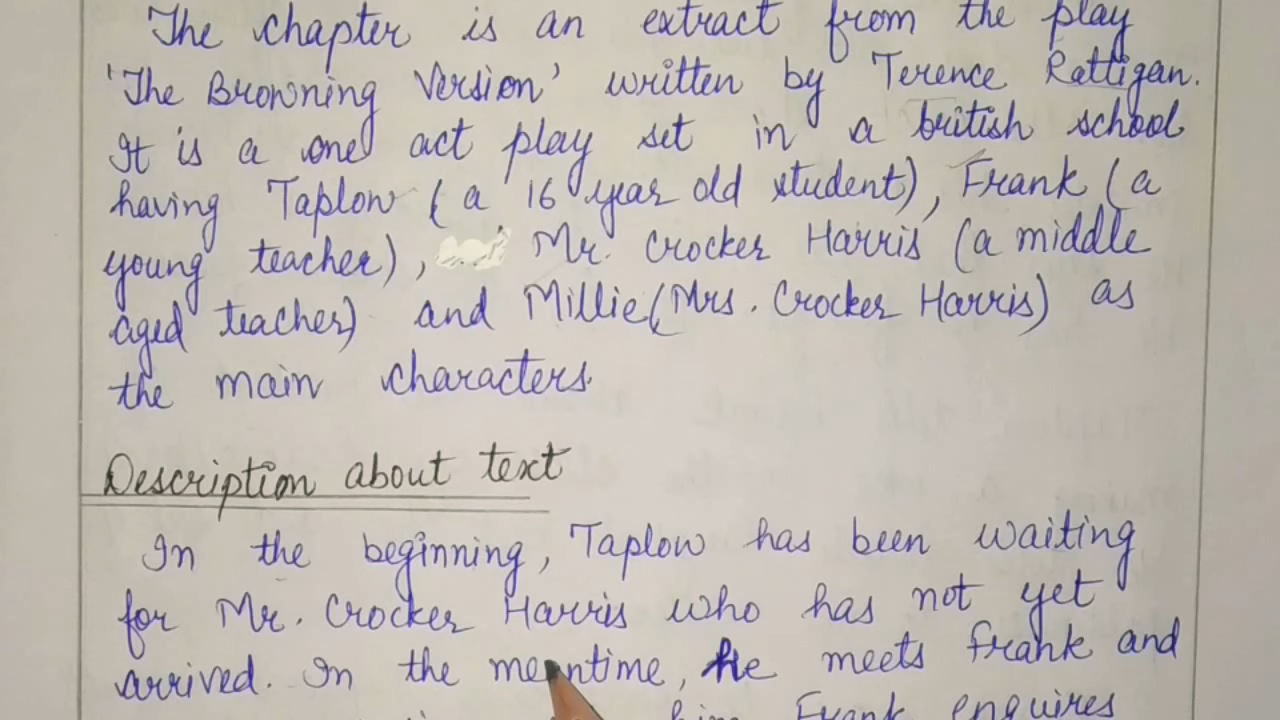 The chapter is an extract from the play
'The Browning Version' written by Terence Rattigan.
It is a one act play set in a british school
having Taplow (a 16 year old student), Frank (a
young teacher), Mr. Crocker Harris (a middle
aged teacher) and Millie (Mrs. Crocker Harris) as
the main characters.
Description about text
In the beginning, Taplow has been waiting
for Mr. Crocker Harris who has not yet
arrived. In the meantime, he meets Frank and
him Frank enquires